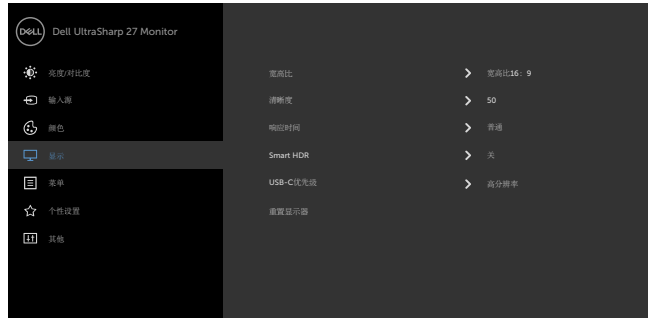 DELL Dell UltraSharp 27 Monitor
亮度/对比度
输入源
颜色
显示
菜单
个性设置
其他
宽高比 宽高比16：9
清晰度 50
响应时间 普通
Smart HDR 关
USB-C优先级 高分辨率
重置显示器